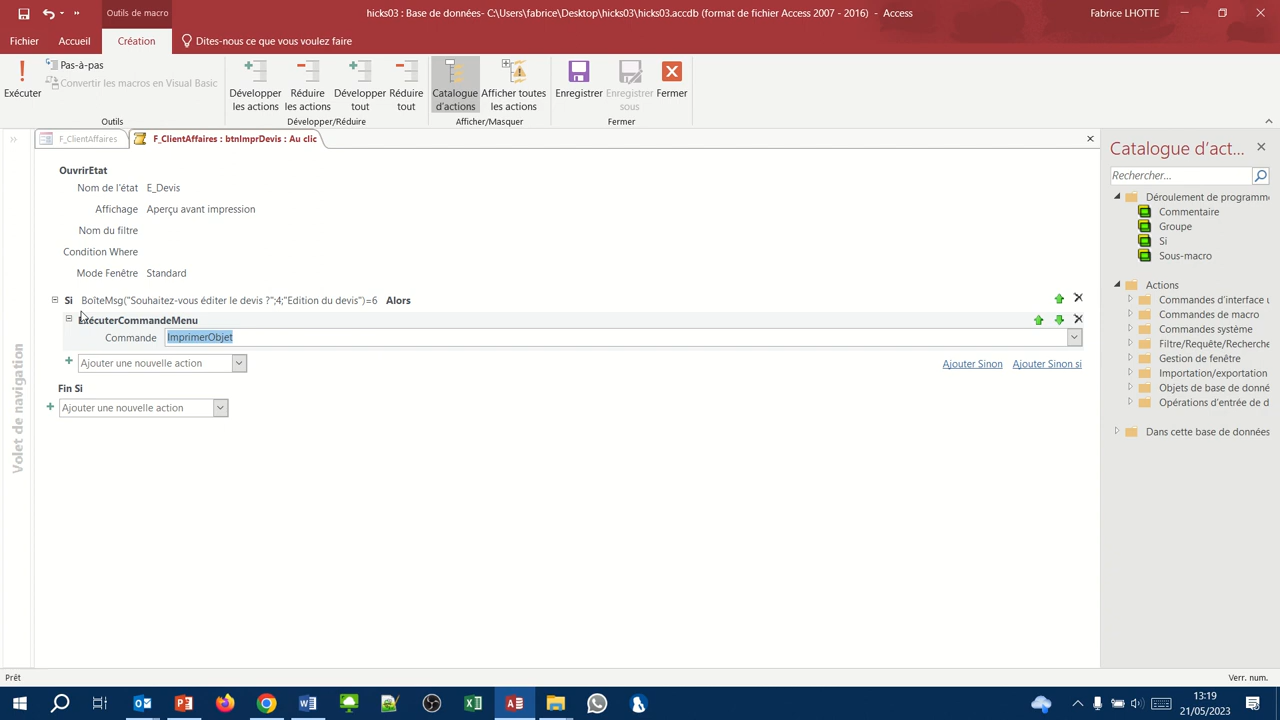 Outils de macro
hicks03 : Base de données- C:\Users\fabrice\Desktop\hicks03\hicks03.accdb (format de fichier Access 2007 - 2016) - Access
Fabrice LHOTTE
Fichier
Accueil
Création
Dites-nous ce que vous voulez faire
Exécuter
Pas-à-pas
Convertir les macros en Visual Basic
Outils
Développer les actions
Réduire les actions
Développer tout
Réduire tout
Développer/Réduire
Catalogue d'actions
Afficher toutes les actions
Afficher/Masquer
Enregistrer
Enregistrer sous
Fermer
Fermer
F_ClientAffaires
F_ClientAffaires : btnImprDevis : Au clic
Volet de navigation
OuvrirEtat
Nom de l'état E_Devis
Affichage Aperçu avant impression
Nom du filtre
Condition Where
Mode Fenêtre Standard
Si BoîteMsg("Souhaitez-vous éditer le devis ?";4;"Edition du devis")=6 Alors
ExécuterCommandeMenu
Commande ImprimerObjet
Ajouter une nouvelle action
Ajouter Sinon
Ajouter Sinon si
Fin Si
Ajouter une nouvelle action
Catalogue d'act...
Rechercher...
Déroulement de programme
Commentaire
Groupe
Si
Sous-macro
Actions
Commandes d'interface u
Commandes de macro
Commandes système
Filtre/Requête/Recherche
Gestion de fenêtre
Importation/exportation
Objets de base de donné
Opérations d'entrée de d
Dans cette base de données
Prêt
Verr. num.
13:19
21/05/2023